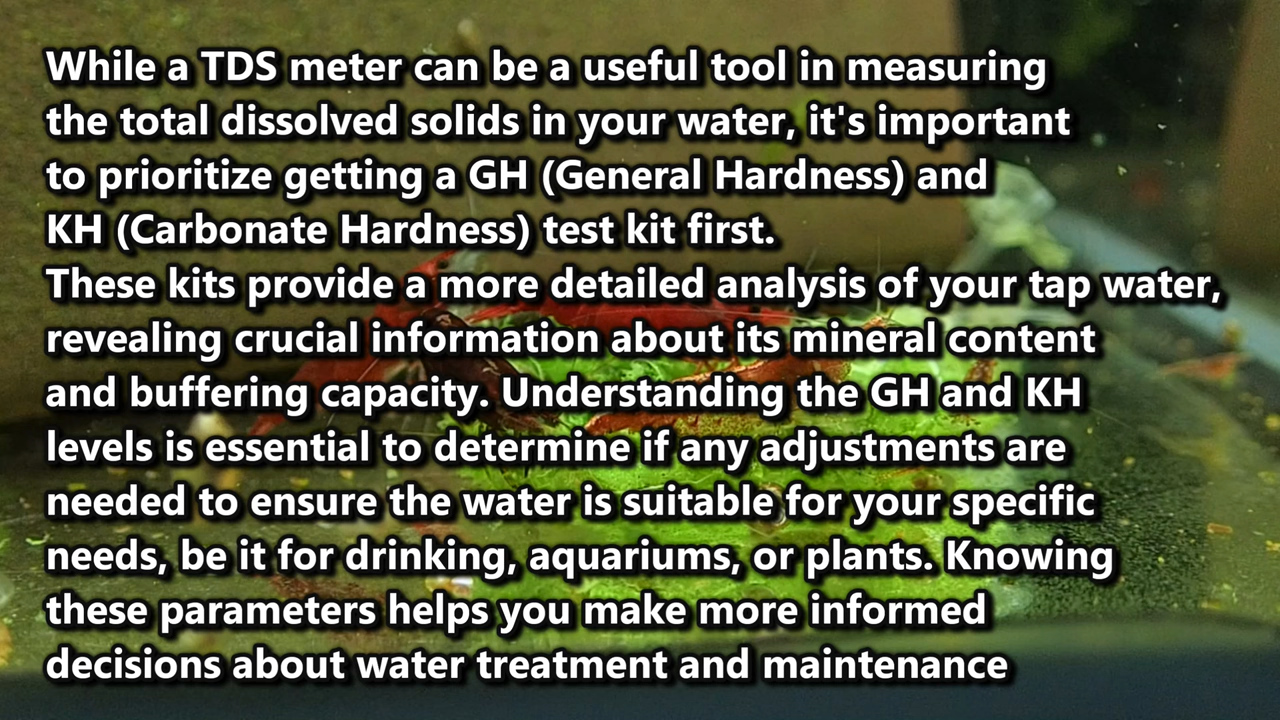 While a TDS meter can be a useful tool in measuring
the total dissolved solids in your water, it's important
to prioritize getting a GH (General Hardness) and
KH (Carbonate Hardness) test kit first.
These kits provide a more detailed analysis of your tap water,
revealing crucial information about its mineral content
and buffering capacity. Understanding the GH and KH
levels is essential to determine if any adjustments are
needed to ensure the water is suitable for your specific
needs, be it for drinking, aquariums, or plants. Knowing
these parameters helps you make more informed
decisions about water treatment and maintenance